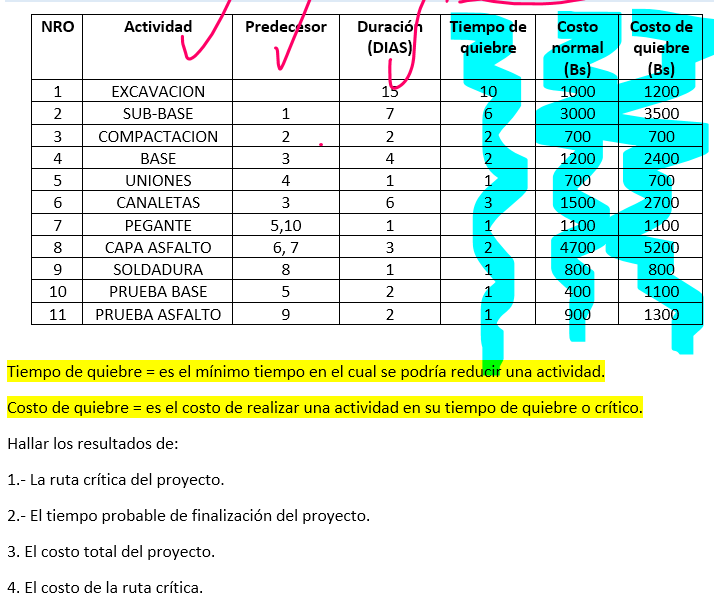 NRO Actividad Predecesor Duración (DIAS) Tiempo de quiebre Costo normal (Bs) Costo de quiebre (Bs)
1 EXCAVACION 15 10 1000 1200
2 SUB-BASE 1 7 6 3000 3500
3 COMPACTACION 2 2 2 700 700
4 BASE 3 4 2 1200 2400
5 UNIONES 4 1 1 700 700
6 CANALETAS 3 6 3 1500 2700
7 PEGANTE 5,10 1 1 1100 1100
8 CAPA ASFALTO 6, 7 3 2 4700 5200
9 SOLDADURA 8 1 1 800 800
10 PRUEBA BASE 5 2 1 400 1100
11 PRUEBA ASFALTO 9 2 1 900 1300
Tiempo de quiebre = es el mínimo tiempo en el cual se podría reducir una actividad.
Costo de quiebre = es el costo de realizar una actividad en su tiempo de quiebre o crítico.
Hallar los resultados de:
1.- La ruta crítica del proyecto.
2.- El tiempo probable de finalización del proyecto.
3. El costo total del proyecto.
4. El costo de la ruta crítica.